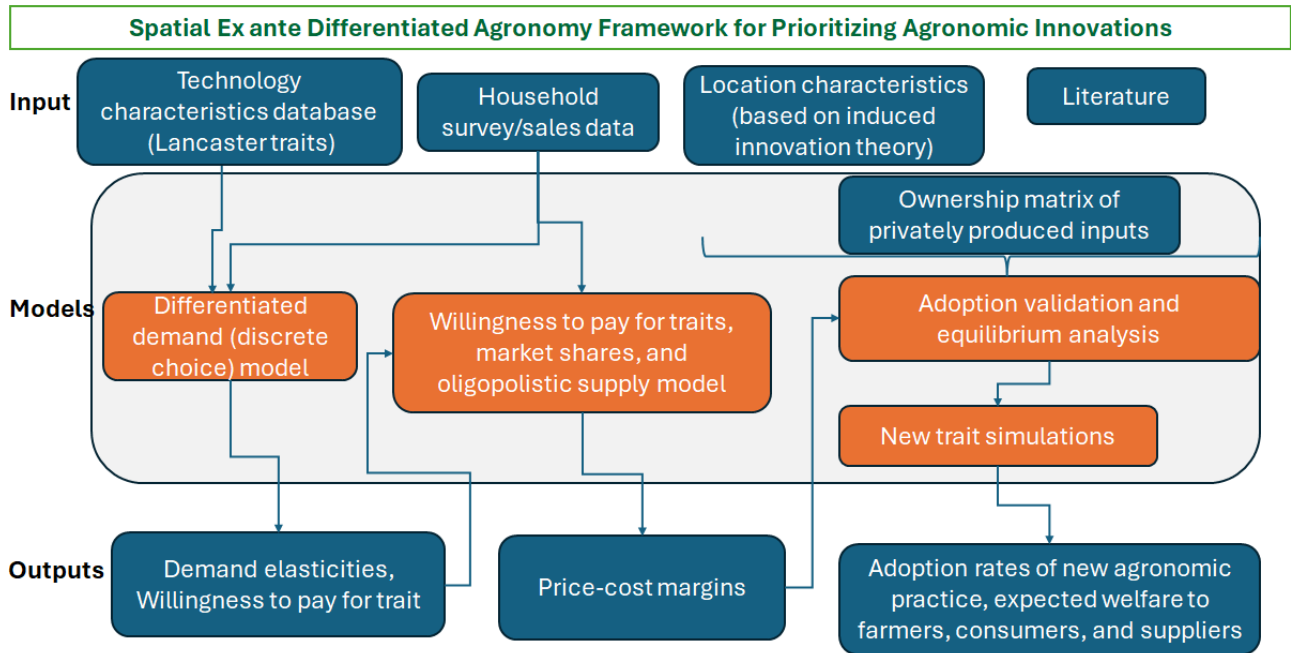 Spatial Ex ante Differentiated Agronomy Framework for Prioritizing Agronomic Innovations
Input
Technology
characteristics database
(Lancaster traits)
Household
survey/sales data
Location characteristics
(based on induced
innovation theory)
Literature
Ownership matrix of
privately produced inputs
Models
Differentiated
demand (discrete
choice) model
Willingness to pay for traits,
market shares, and
oligopolistic supply model
Adoption validation and
equilibrium analysis
New trait simulations
Outputs
Demand elasticities,
Willingness to pay for trait
Price-cost margins
Adoption rates of new agronomic
practice, expected welfare to
farmers, consumers, and suppliers